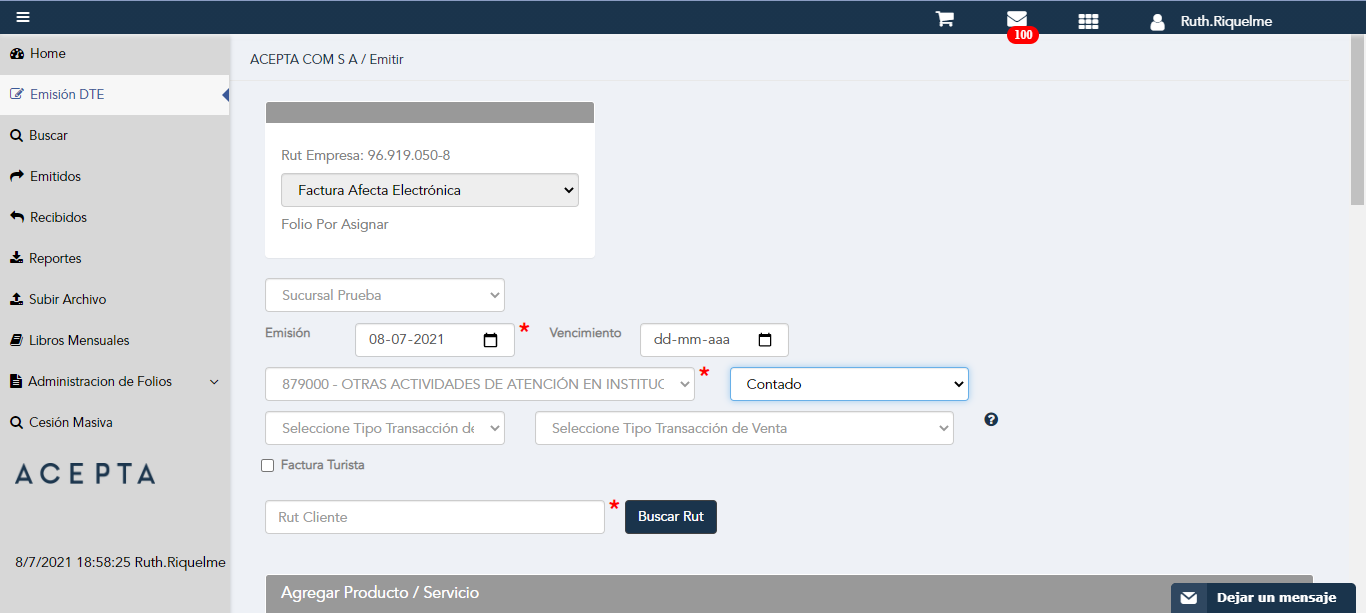 100
Ruth.Riquelme
Home
Emisión DTE
Buscar
Emitidos
Recibidos
Reportes
Subir Archivo
Libros Mensuales
Administracion de Folios
Cesión Masiva
ACEPTA
8/7/2021 18:58:25 Ruth.Riquelme
ACEPTA COM S A / Emitir
Rut Empresa: 96.919.050-8
Factura Afecta Electrónica
Folio Por Asignar
Sucursal Prueba
Emisión 08-07-2021 * Vencimiento dd-mm-aaa
879000 - OTRAS ACTIVIDADES DE ATENCIÓN EN INSTITUC * Contado
Seleccione Tipo Transacción de Seleccione Tipo Transacción de Venta ?
Factura Turista
Rut Cliente * Buscar Rut
Agregar Producto / Servicio
Dejar un mensaje